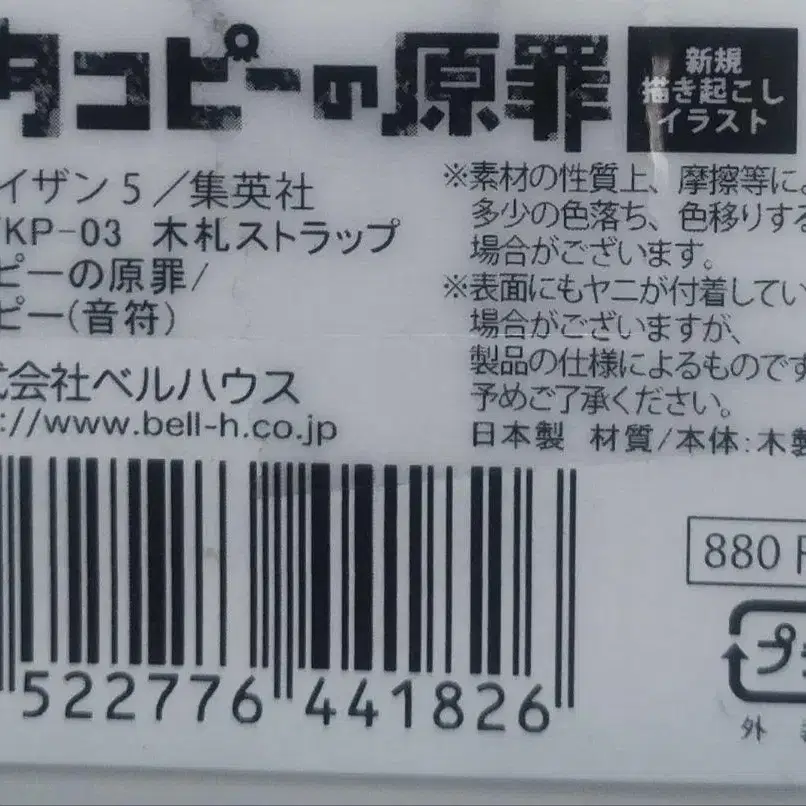 タコピーの原罪
新規
描き起こし
イラスト
イザン5／集英社
KP-03 木札ストラップ
ピーの原罪/
ピー(音符)
式会社ベルハウス
://www.bell-h.co.jp
※素材の性質上、摩擦等に
多少の色落ち、色移りする
場合がございます。
※表面にもヤニが付着してい
場合がございますが、
製品の仕様によるものです
予めご了承ください。
日本製 材質/本体:木製
522776 441826
880
プラ
外